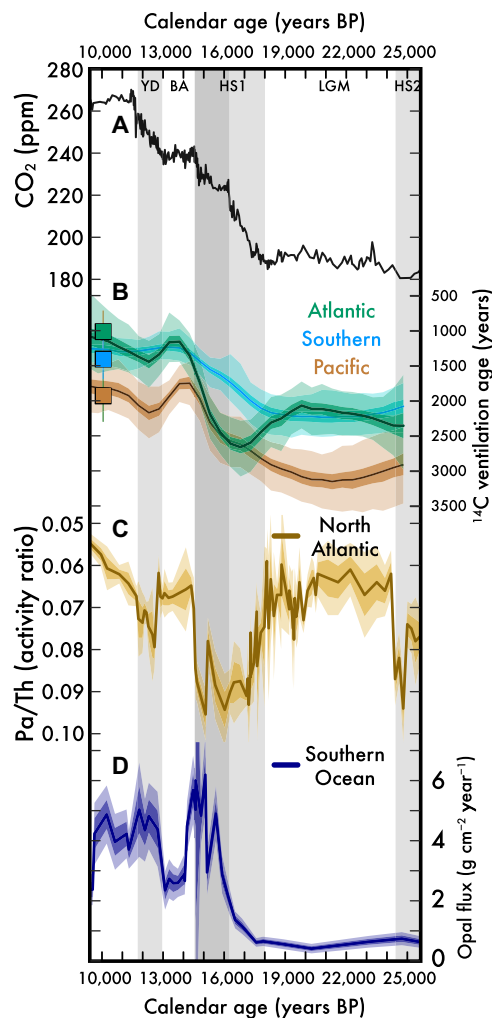 Calendar age (years BP)
10,000 13,000 16,000 19,000 22,000 25,000
YD BA HS1 LGM HS2
A
CO2 (ppm)
280
260
240
220
200
180
B
Atlantic
Southern
Pacific
500
1000
1500
2000
2500
3000
3500
14C ventilation age (years)
C
North
Atlantic
Pa/Th (activity ratio)
0.05
0.06
0.07
0.08
0.09
0.10
D
Southern
Ocean
6
4
2
0
Opal flux (g cm−2 year−1)
10,000 13,000 16,000 19,000 22,000 25,000
Calendar age (years BP)